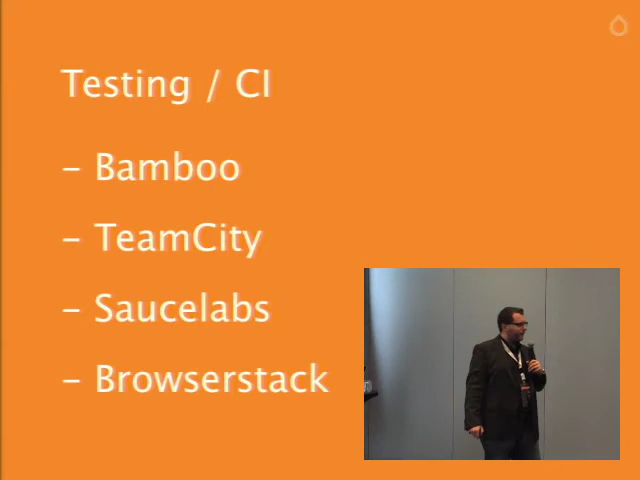 Testing / CI
- Bamboo
- TeamCity
- Saucelabs
- Browserstack